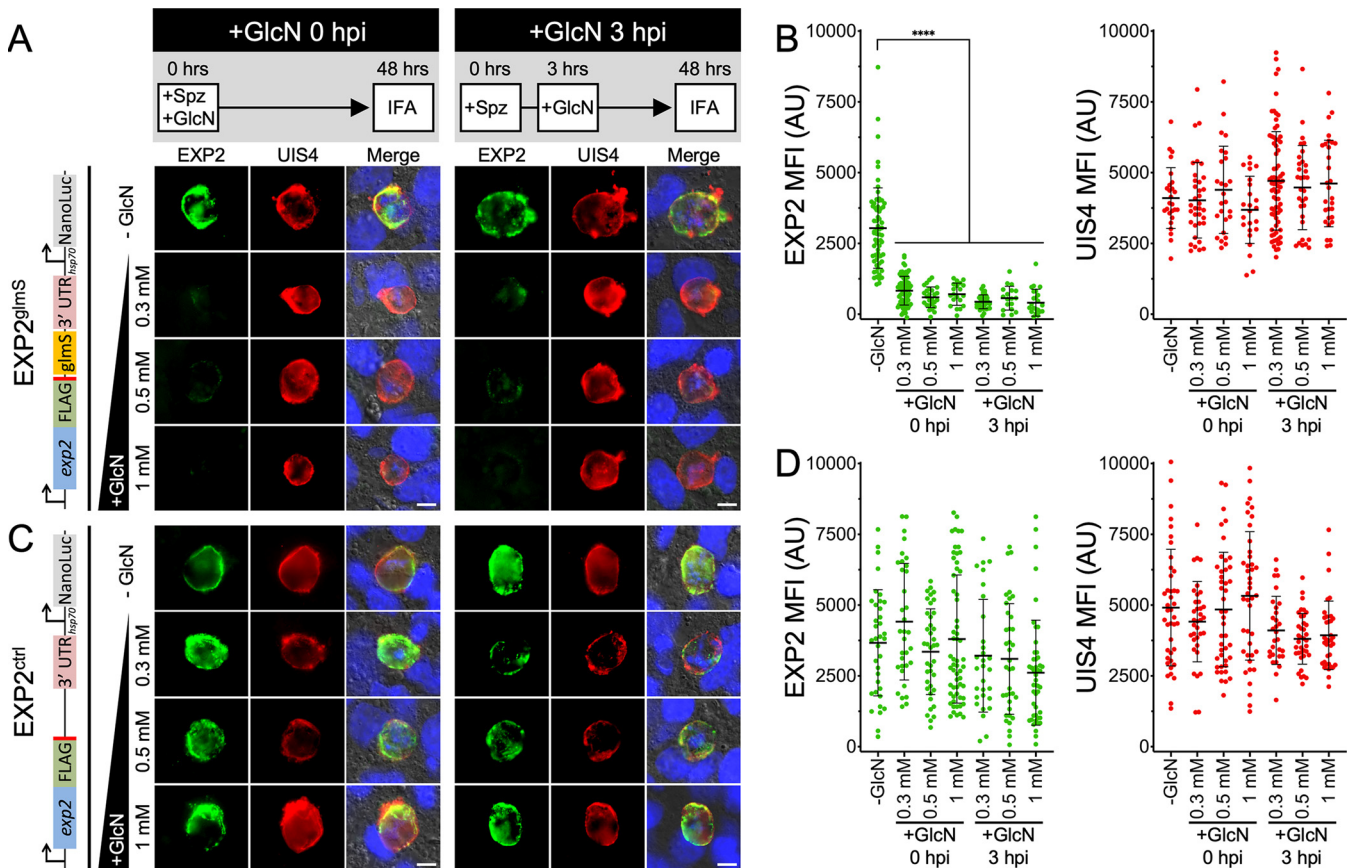 A
+GlcN 0 hpi
+GlcN 3 hpi
0 hrs
48 hrs
0 hrs
3 hrs
48 hrs
+Spz
+GlcN
IFA
+Spz
+GlcN
IFA
EXP2
UIS4
Merge
EXP2
UIS4
Merge
EXP2glmS
exp2
FLAG
glmS
3' UTR
hsp70
NanoLuc-
- GlcN
0.3 mM
0.5 mM
1 mM
+GlcN
C
EXP2ctrl
exp2
FLAG
3' UTR
hsp70
NanoLuc-
- GlcN
0.3 mM
0.5 mM
1 mM
+GlcN
B
EXP2 MFI (AU)
10000
7500
5000
2500
0
****
-GlcN
0.3 mM
0.5 mM
1 mM
0.3 mM
0.5 mM
1 mM
+GlcN
0 hpi
+GlcN
3 hpi
UIS4 MFI (AU)
10000
7500
5000
2500
0
-GlcN
0.3 mM
0.5 mM
1 mM
0.3 mM
0.5 mM
1 mM
+GlcN
0 hpi
+GlcN
3 hpi
D
EXP2 MFI (AU)
10000
7500
5000
2500
0
-GlcN
0.3 mM
0.5 mM
1 mM
0.3 mM
0.5 mM
1 mM
+GlcN
0 hpi
+GlcN
3 hpi
UIS4 MFI (AU)
10000
7500
5000
2500
0
-GlcN
0.3 mM
0.5 mM
1 mM
0.3 mM
0.5 mM
1 mM
+GlcN
0 hpi
+GlcN
3 hpi